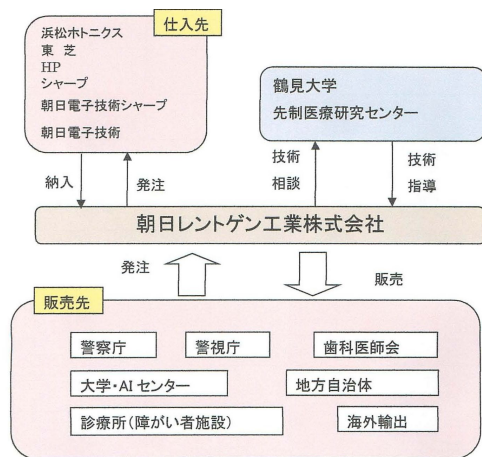 仕入先
浜松ホトニクス
東 芝
HP
シャープ
朝日電子技術シャープ
朝日電子技術
鶴見大学
先制医療研究センター
納入
発注
技術
相談
技術
指導
朝日レントゲン工業株式会社
発注
販売
販売先
警察庁
警視庁
歯科医師会
大学・AI センター
地方自治体
診療所(障がい者施設)
海外輸出